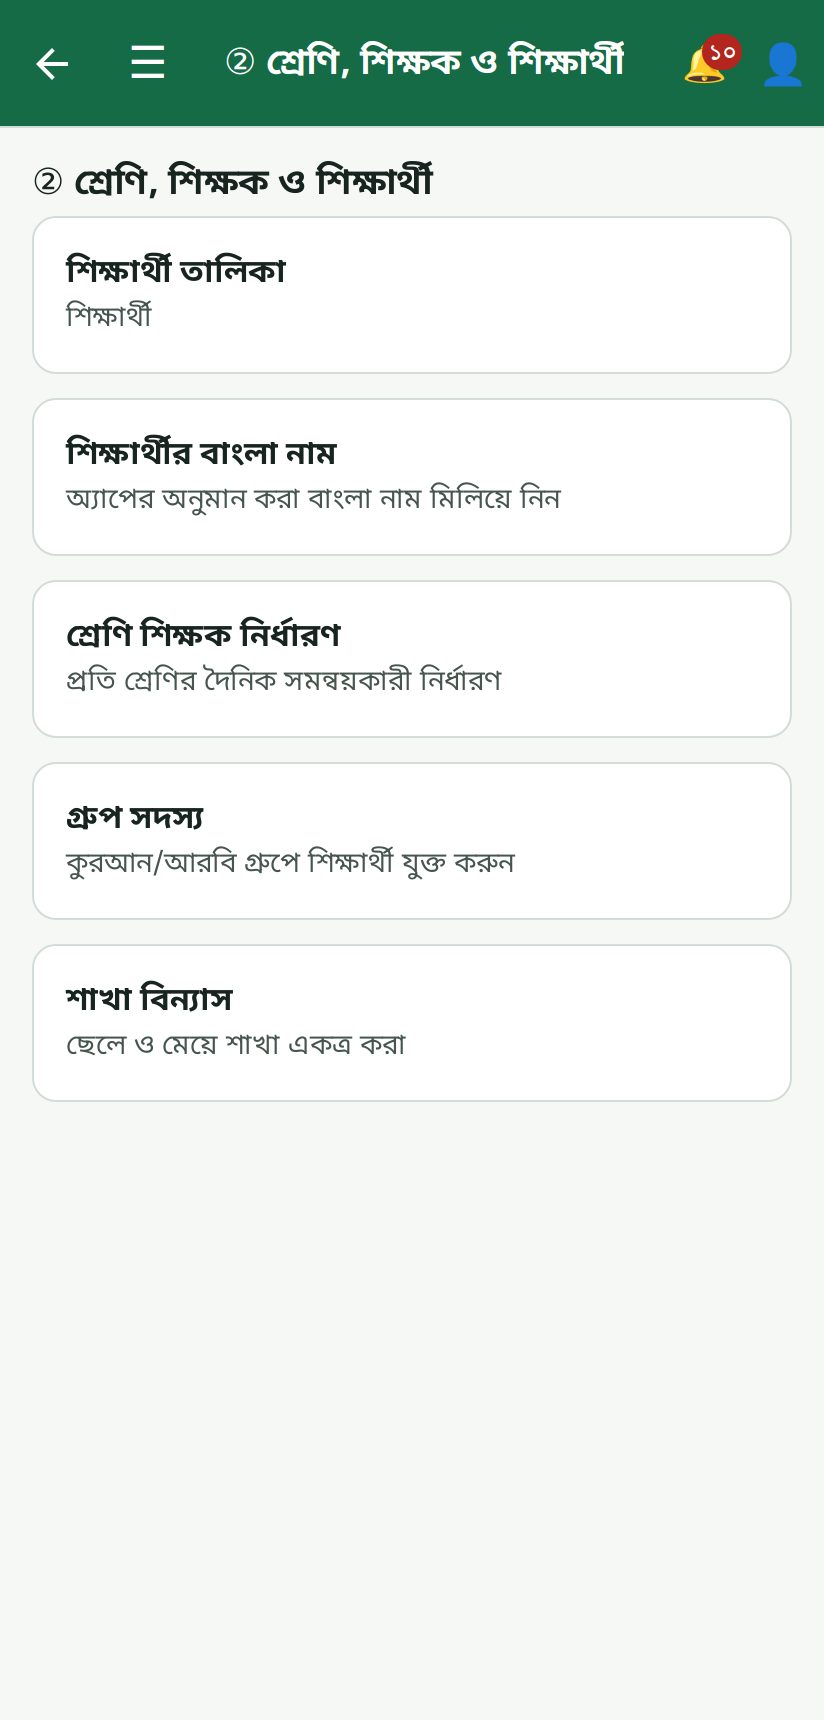 ② শ্রেণি, শিক্ষক ও শিক্ষার্থী
১০
② শ্রেণি, শিক্ষক ও শিক্ষার্থী
শিক্ষার্থী তালিকা
শিক্ষার্থী
শিক্ষার্থীর বাংলা নাম
অ্যাপের অনুমান করা বাংলা নাম মিলিয়ে নিন
শ্রেণি শিক্ষক নির্ধারণ
প্রতি শ্রেণির দৈনিক সমন্বয়কারী নির্ধারণ
গ্রুপ সদস্য
কুরআন/আরবি গ্রুপে শিক্ষার্থী যুক্ত করুন
শাখা বিন্যাস
ছেলে ও মেয়ে শাখা একত্র করা